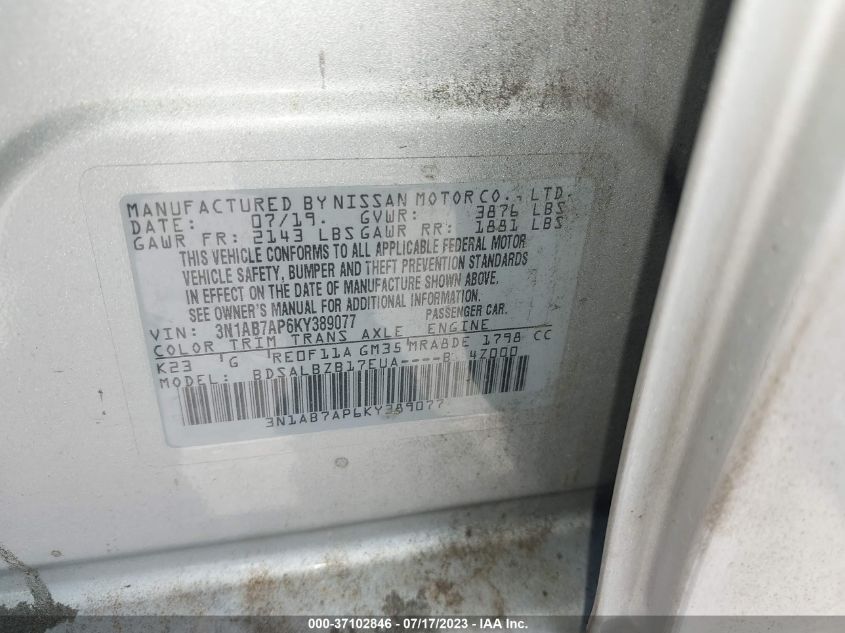 MANUFACTURED BY NISSAN MOTOR CO., LTD.
DATE: 07/19. GVWR: 3876 LBS
GAWR FR: 2143 LBS GAWR RR: 1881 LBS
THIS VEHICLE CONFORMS TO ALL APPLICABLE FEDERAL MOTOR
VEHICLE SAFETY, BUMPER AND THEFT PREVENTION STANDARDS
IN EFFECT ON THE DATE OF MANUFACTURE SHOWN ABOVE.
SEE OWNER'S MANUAL FOR ADDITIONAL INFORMATION.
VIN: 3N1AB7AP6KY389077 PASSENGER CAR.
COLOR TRIM TRANS AXLE ENGINE
K23 G RE0F11A GM35 MRA8DE 1798 CC
MODEL: BDSALBZB17EUA----B 4Z000
3N1AB7AP6KY389077
000-37102846 / 07/17/2023 - IAA Inc.